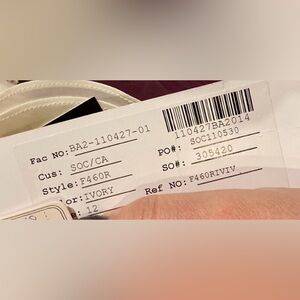 110427BA2014
Fac NO: BA2-110427-01
PO#: SOC110530
Cus: SOC/CA
SO#: 305420
Style: F460R
Ref NO: F460RIVIV
lor: IVORY
12